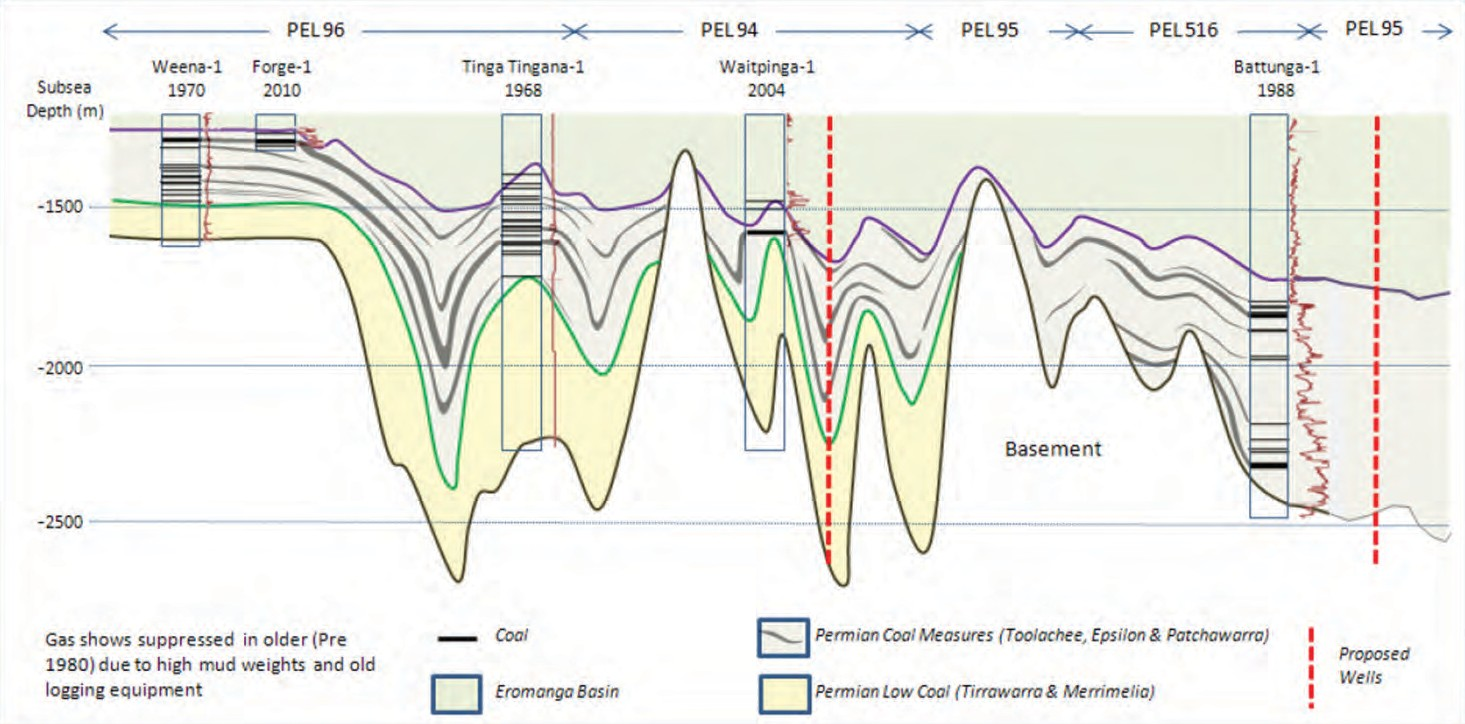 PEL 96 PEL 94 PEL 95 PEL 516 PEL 95
Weena-1 Forge-1 Tinga Tingana-1 Waitpinga-1 Battunga-1
1970 2010 1968 2004 1988
Subsea
Depth (m)
-1500
-2000
Basement
-2500
Gas shows suppressed in older (Pre
1980) due to high mud weights and old
logging equipment
Coal
Eromanga Basin
Permian Coal Measures (Toolachee, Epsilon & Patchawarra)
Permian Low Coal (Tirrawarra & Merrimelia)
Proposed
Wells